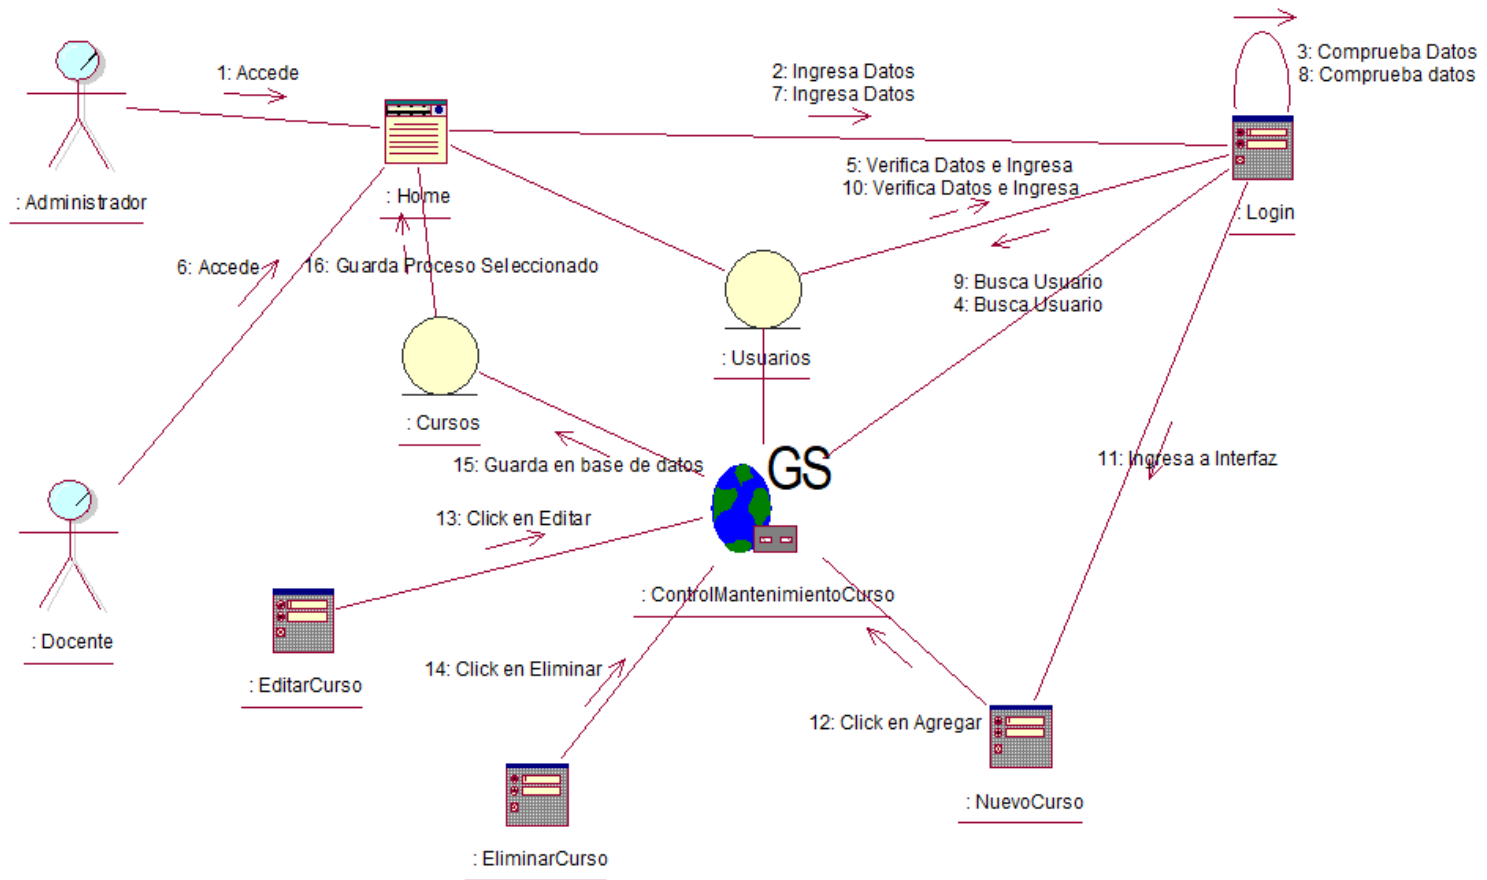 1: Accede
2: Ingresa Datos
7: Ingresa Datos
3: Comprueba Datos
8: Comprueba datos
5: Verifica Datos e Ingresa
10: Verifica Datos e Ingresa
: Administrador
: Home
: Login
6: Accede
16: Guarda Proceso Seleccionado
9: Busca Usuario
4: Busca Usuario
: Usuarios
: Cursos
15: Guarda en base de datos
GS
11: Ingresa a Interfaz
13: Click en Editar
: ControlMantenimientoCurso
: Docente
14: Click en Eliminar
: EditarCurso
12: Click en Agregar
: NuevoCurso
: EliminarCurso